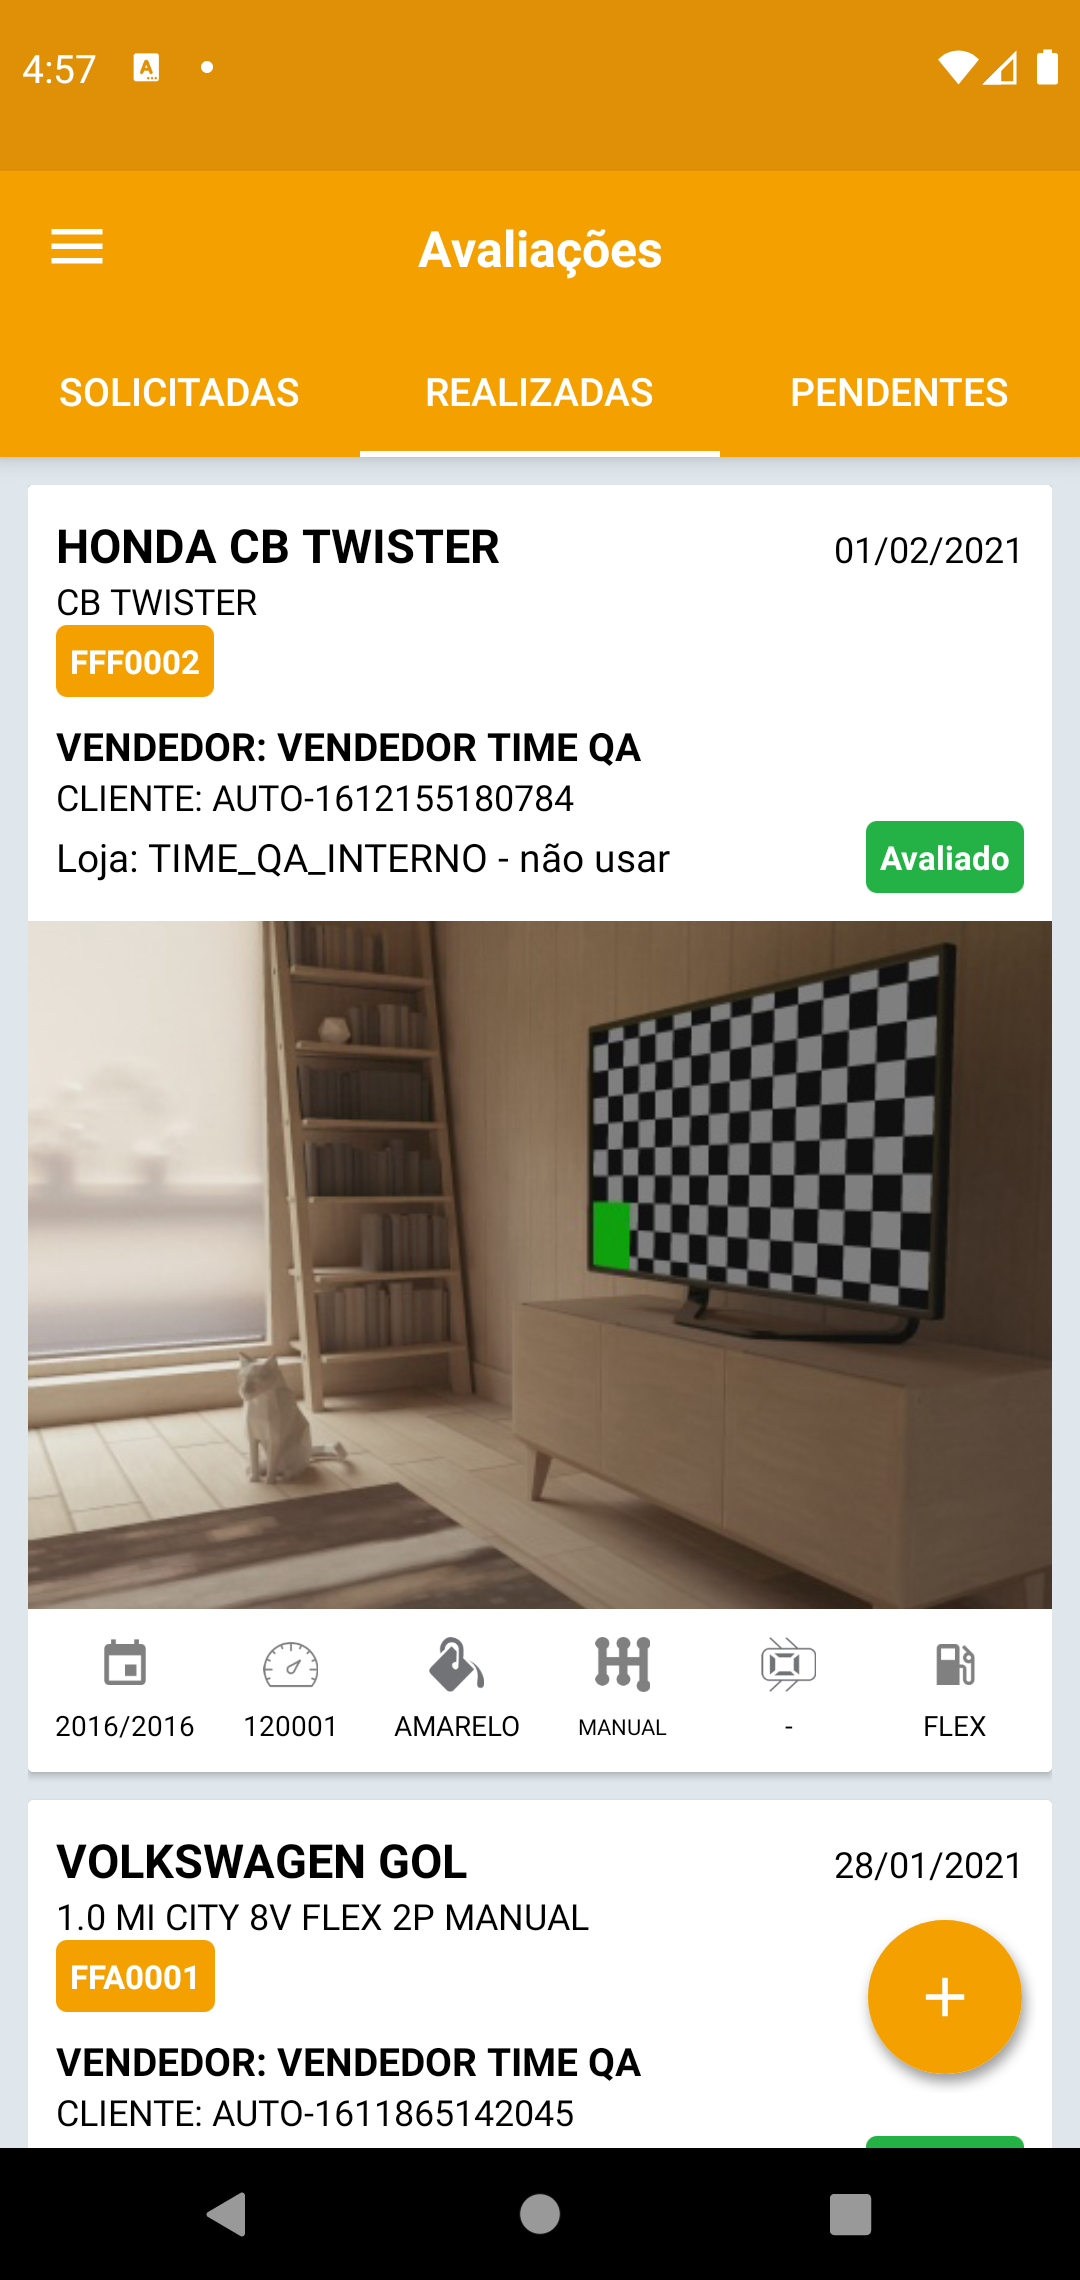 4:57
Avaliações
SOLICITADAS REALIZADAS PENDENTES
HONDA CB TWISTER 01/02/2021
CB TWISTER
FFF0002
VENDEDOR: VENDEDOR TIME QA
CLIENTE: AUTO-1612155180784
Loja: TIME_QA_INTERNO - não usar Avaliado
2016/2016 120001 AMARELO MANUAL - FLEX
VOLKSWAGEN GOL 28/01/2021
1.0 MI CITY 8V FLEX 2P MANUAL
FFA0001
VENDEDOR: VENDEDOR TIME QA
CLIENTE: AUTO-1611865142045